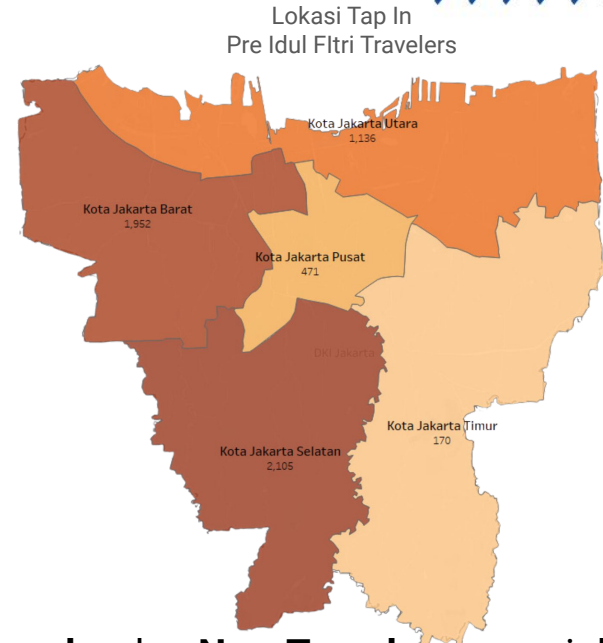 Lokasi Tap In
Pre Idul FItri Travelers
Kota Jakarta Utara
1,136
Kota Jakarta Barat
1,952
Kota Jakarta Pusat
471
DKI Jakarta
Kota Jakarta Timur
170
Kota Jakarta Selatan
2,105